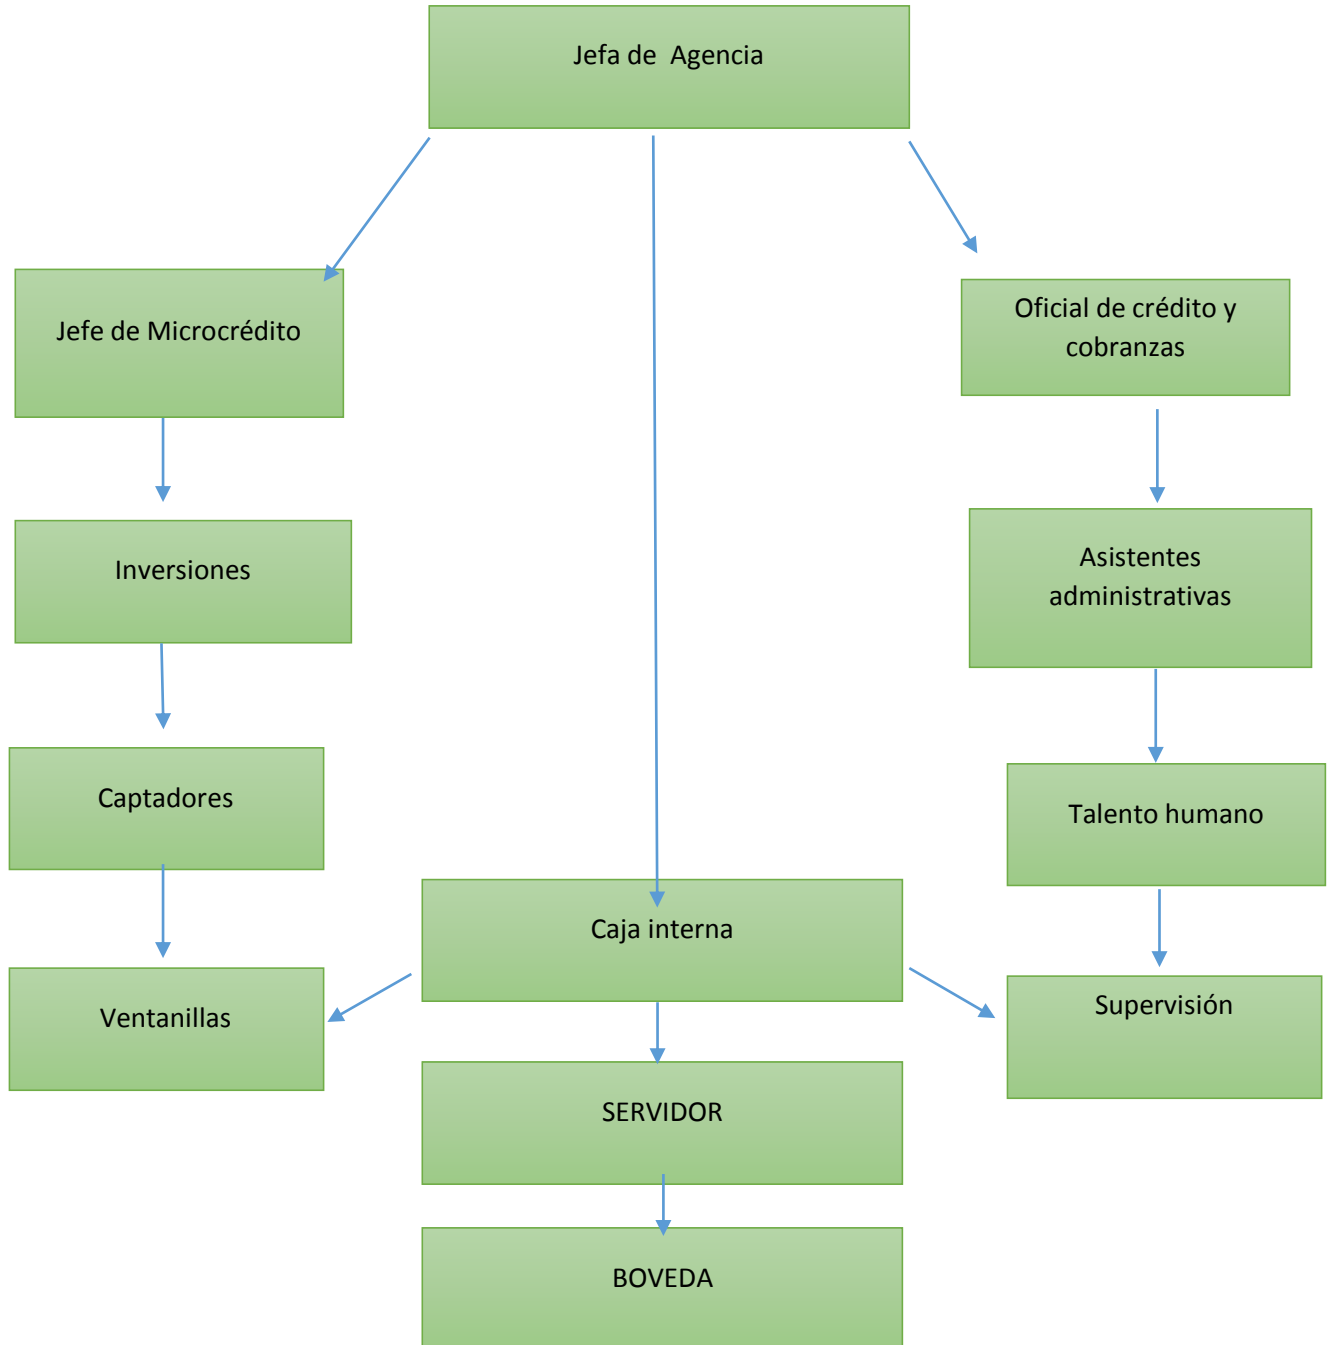 Jefa de  Agencia
Jefe de Microcrédito
Oficial de crédito y
cobranzas
Inversiones
Asistentes
administrativas
Captadores
Talento humano
Caja interna
Ventanillas
Supervisión
SERVIDOR
BOVEDA